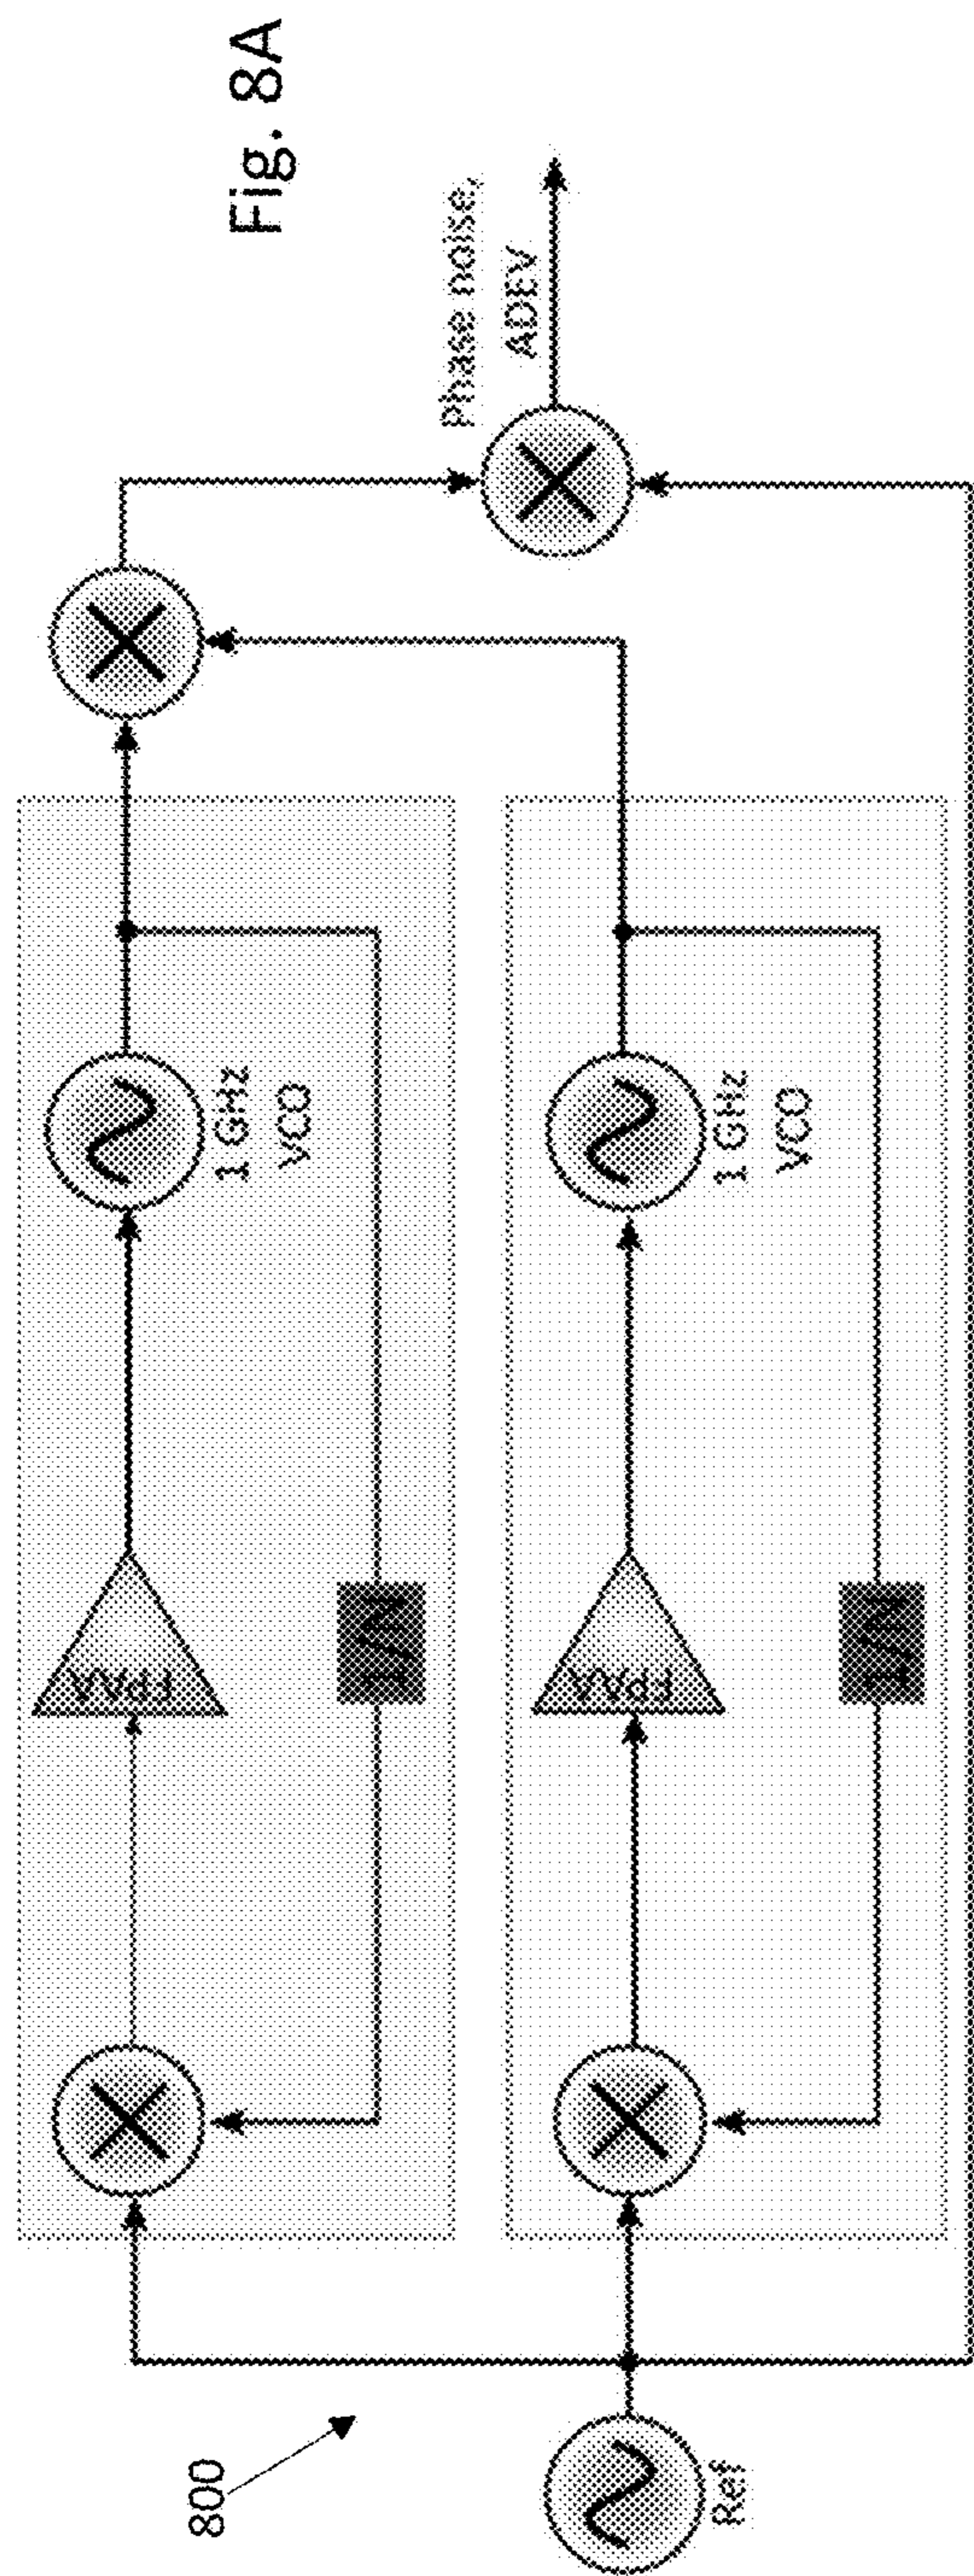 Fig. 8A
800
Ref
FPAA
1/N
1 GHz
VCO
FPAA
1/N
1 GHz
VCO
Phase noise,
ADEV